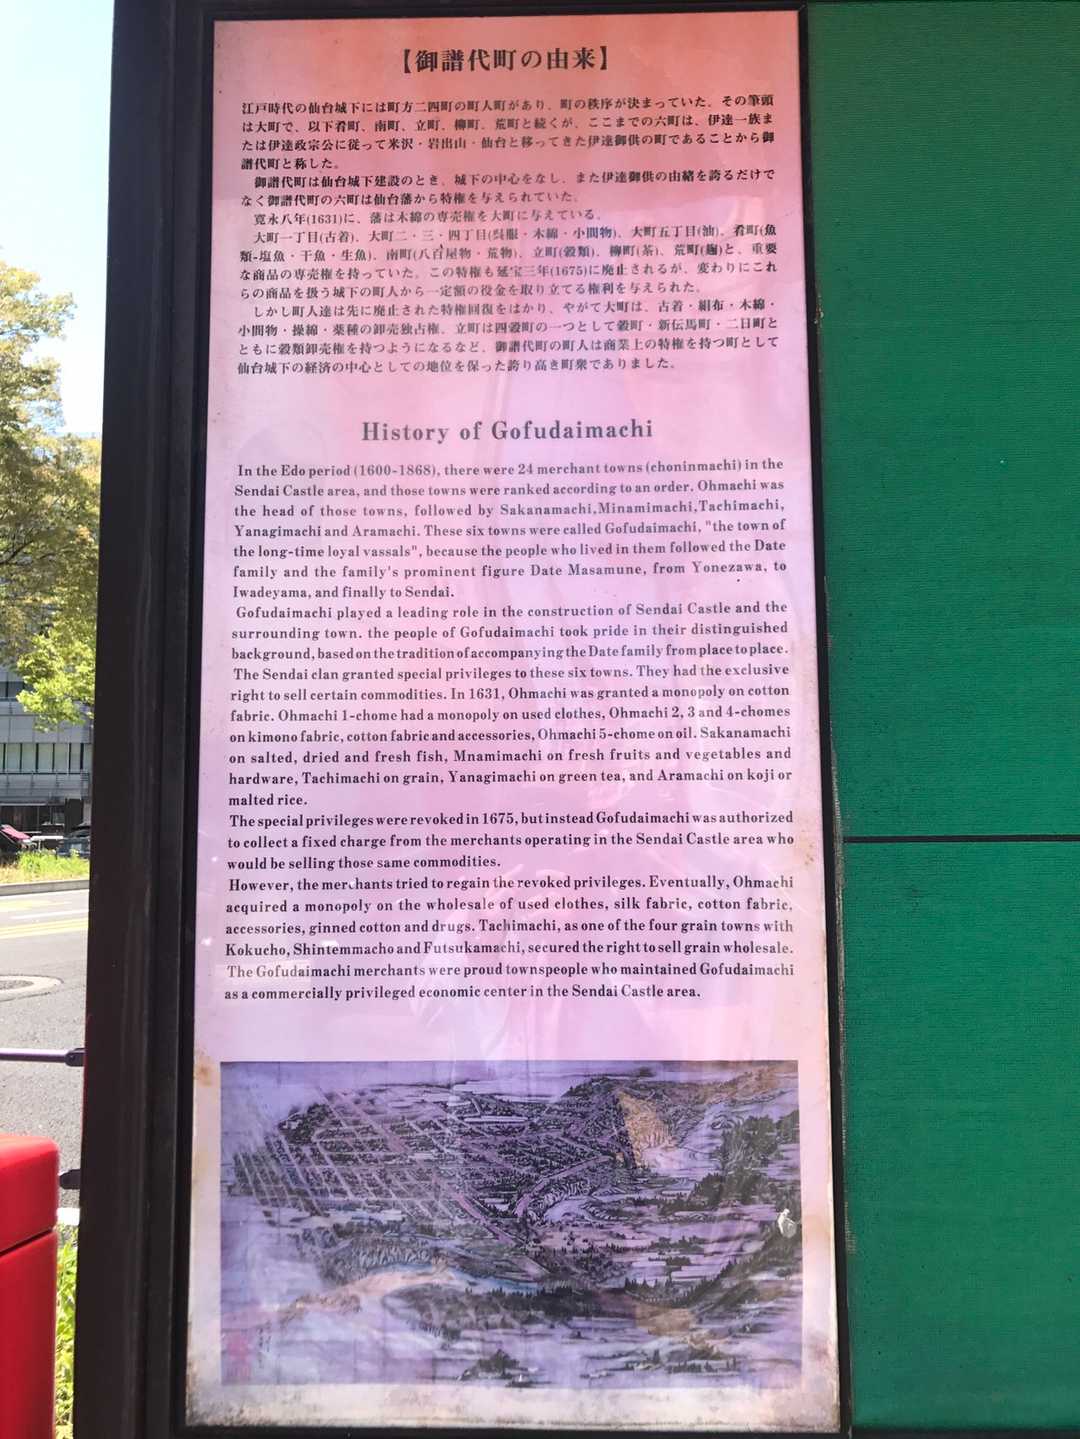 【御譜代町の由来】
江戸時代の仙台城下には町方二四町の町人町があり、町の秩序が決まっていた。その筆頭
は大町で、以下肴町、南町、立町、柳町、荒町と続くが、ここまでの六町は、伊達一族ま
たは伊達政宗公に従って米沢・岩出山・仙台と移ってきた伊達御供の町であることから御
譜代町と称した。
御譜代町は仙台城下建設のとき、城下の中心をなし、また伊達御供の由緒を誇るだけで
なく御譜代町の六町は仙台藩から特権を与えられていた。
寛永八年(1631)に、藩は木綿の専売権を大町に与えている。
大町一丁目(古着)、大町二・三・四丁目(呉服・木綿・小間物)、大町五丁目(油)、肴町(魚
類-塩魚・干魚・生魚)、南町(八百屋物・荒物)、立町(穀類)、柳町(茶)、荒町(麹)と、重要
な商品の専売権を持っていた。この特権も延宝三年(1675)に廃止されるが、変わりにこれ
らの商品を扱う城下の町人から一定額の役金を取り立てる権利を与えられた。
しかし町人達は先に廃止された特権回復をはかり、やがて大町は、古着・絹布・木綿・
小間物・操綿・薬種の卸売独占権、立町は四穀町の一つとして穀町・新伝馬町・二日町と
ともに穀類卸売権を持つようになるなど、御譜代町の町人は商業上の特権を持つ町として
仙台城下の経済の中心としての地位を保った誇り高き町衆でありました。
History of Gofudaimachi
In the Edo period (1600-1868), there were 24 merchant towns (choninmachi) in the
Sendai Castle area, and those towns were ranked according to an order. Ohmachi was
the head of those towns, followed by Sakanamachi,Minamimachi,Tachimachi,
Yanagimachi and Aramachi. These six towns were called Gofudaimachi, "the town of
the long-time loyal vassals", because the people who lived in them followed the Date
family and the family's prominent figure Date Masamune, from Yonezawa, to
Iwadeyama, and finally to Sendai.
Gofudaimachi played a leading role in the construction of Sendai Castle and the
surrounding town. the people of Gofudaimachi took pride in their distinguished
background, based on the tradition of accompanying the Date family from place to place.
The Sendai clan granted special privileges to these six towns. They had the exclusive
right to sell certain commodities. In 1631, Ohmachi was granted a monopoly on cotton
fabric. Ohmachi 1-chome had a monopoly on used clothes, Ohmachi 2, 3 and 4-chomes
on kimono fabric, cotton fabric and accessories, Ohmachi 5-chome on oil. Sakanamachi
on salted, dried and fresh fish, Mnamimachi on fresh fruits and vegetables and
hardware, Tachimachi on grain, Yanagimachi on green tea, and Aramachi on koji or
malted rice.
The special privileges were revoked in 1675, but instead Gofudaimachi was authorized
to collect a fixed charge from the merchants operating in the Sendai Castle area who
would be selling those same commodities.
However, the merchants tried to regain the revoked privileges. Eventually, Ohmachi
acquired a monopoly on the wholesale of used clothes, silk fabric, cotton fabric,
accessories, ginned cotton and drugs. Tachimachi, as one of the four grain towns with
Kokucho, Shintemmacho and Futsukamachi, secured the right to sell grain wholesale.
The Gofudaimachi merchants were proud townspeople who maintained Gofudaimachi
as a commercially privileged economic center in the Sendai Castle area.